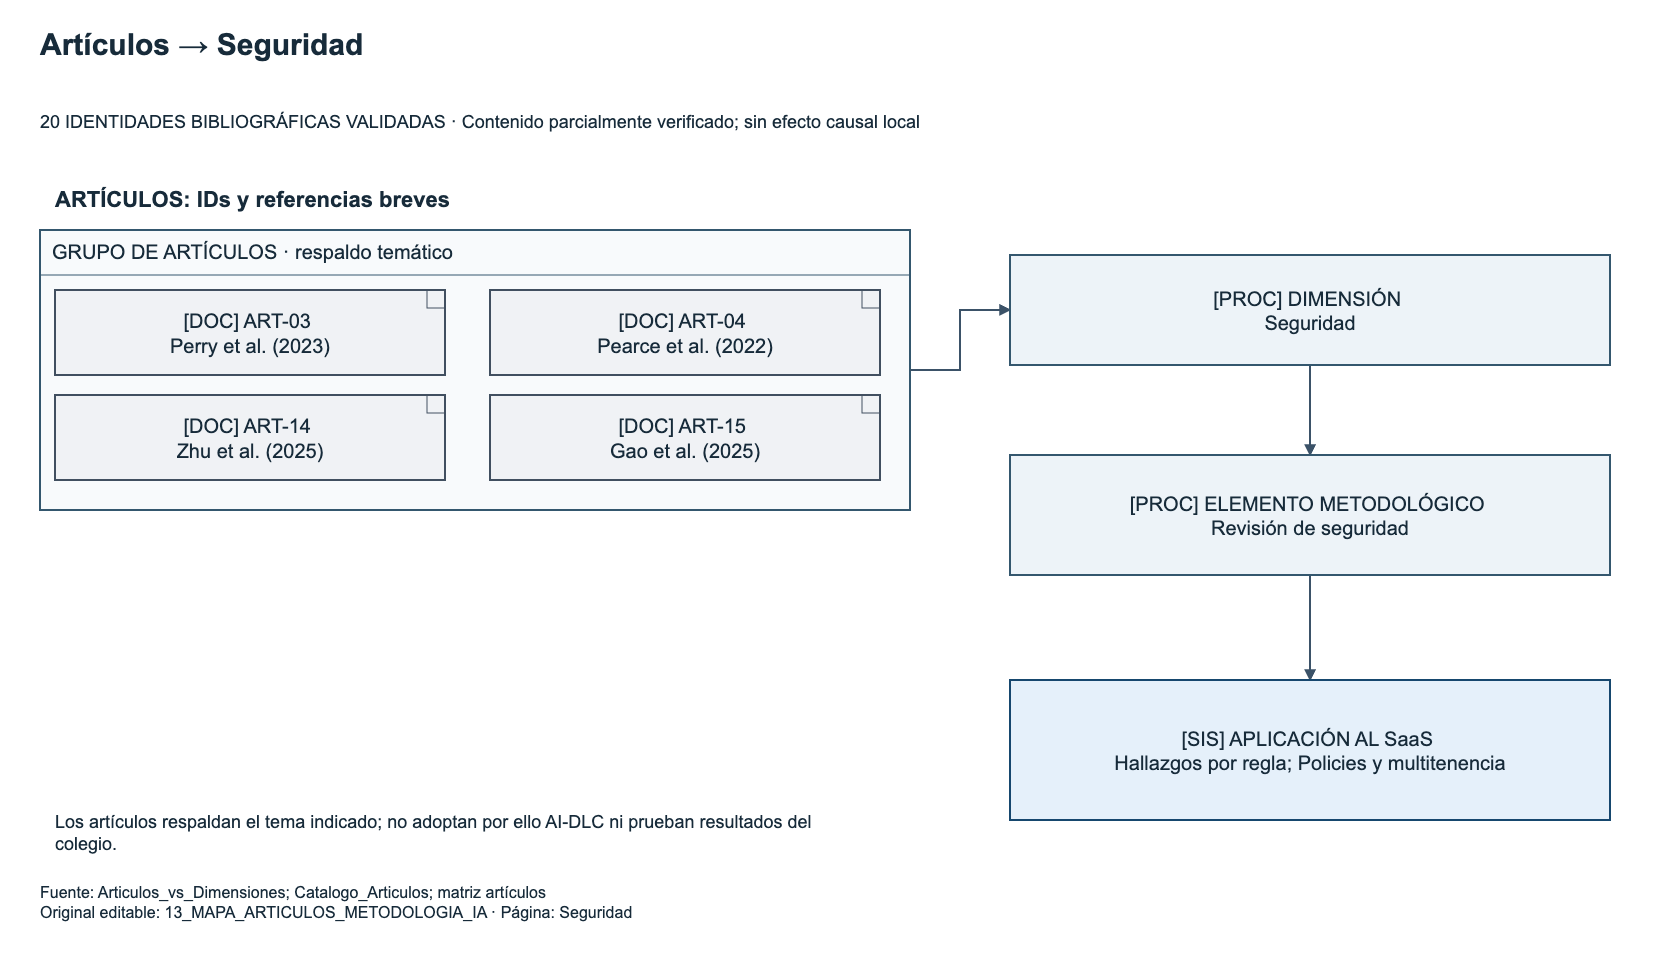 Artículos → Seguridad
20 IDENTIDADES BIBLIOGRÁFICAS VALIDADAS · Contenido parcialmente verificado; sin efecto causal local
ARTÍCULOS: IDs y referencias breves
GRUPO DE ARTÍCULOS · respaldo temático
[DOC] ART-03
Perry et al. (2023)
[DOC] ART-04
Pearce et al. (2022)
[DOC] ART-14
Zhu et al. (2025)
[DOC] ART-15
Gao et al. (2025)
[PROC] DIMENSIÓN
Seguridad
[PROC] ELEMENTO METODOLÓGICO
Revisión de seguridad
[SIS] APLICACIÓN AL SaaS
Hallazgos por regla; Policies y multitenencia
Los artículos respaldan el tema indicado; no adoptan por ello AI-DLC ni prueban resultados del
colegio.
Fuente: Articulos_vs_Dimensiones; Catalogo_Articulos; matriz artículos
Original editable: 13_MAPA_ARTICULOS_METODOLOGIA_IA · Página: Seguridad